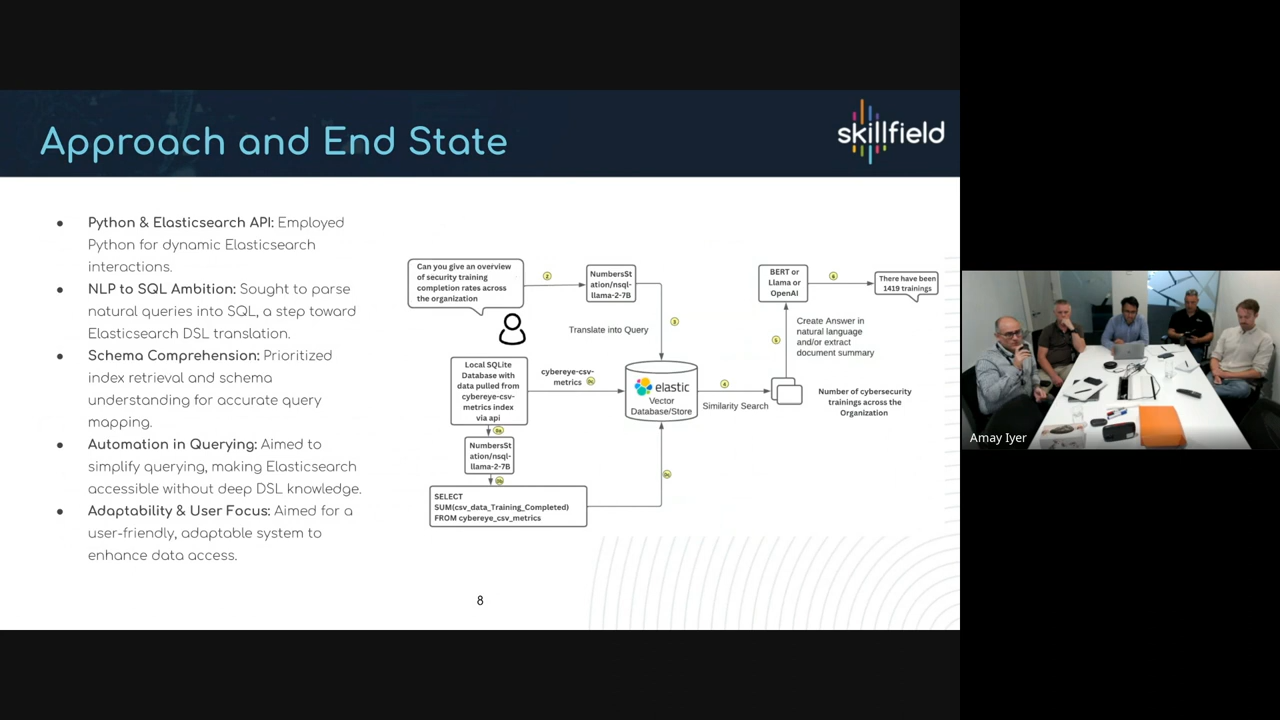 Approach and End State
skillfield
● Python & Elasticsearch API: Employed
Python for dynamic Elasticsearch
interactions.
● NLP to SQL Ambition: Sought to parse
natural queries into SQL, a step toward
Elasticsearch DSL translation.
● Schema Comprehension: Prioritized
index retrieval and schema
understanding for accurate query
mapping.
● Automation in Querying: Aimed to
simplify querying, making Elasticsearch
accessible without deep DSL knowledge.
● Adaptability & User Focus: Aimed for a
user-friendly, adaptable system to
enhance data access.
Can you give an overview
of security training
completion rates across
the organization
NumbersSt
ation/nsql-
llama-2-7B
Translate into Query
Local SQLite
Database with
data pulled from
cybereye-csv-
metrics index
via api
cybereye-csv-
metrics
NumbersSt
ation/nsql-
llama-2-7B
SELECT
SUM(csv_data_Training_Completed)
FROM cybereye_csv_metrics
elastic
Vector
Database/Store
4
Similarity Search
BERT or
Llama or
OpenAI
There have been
1419 trainings
Create Answer in
natural language
and/or extract
document summary
Number of cybersecurity
trainings across the
Organization
8
Amay Iyer